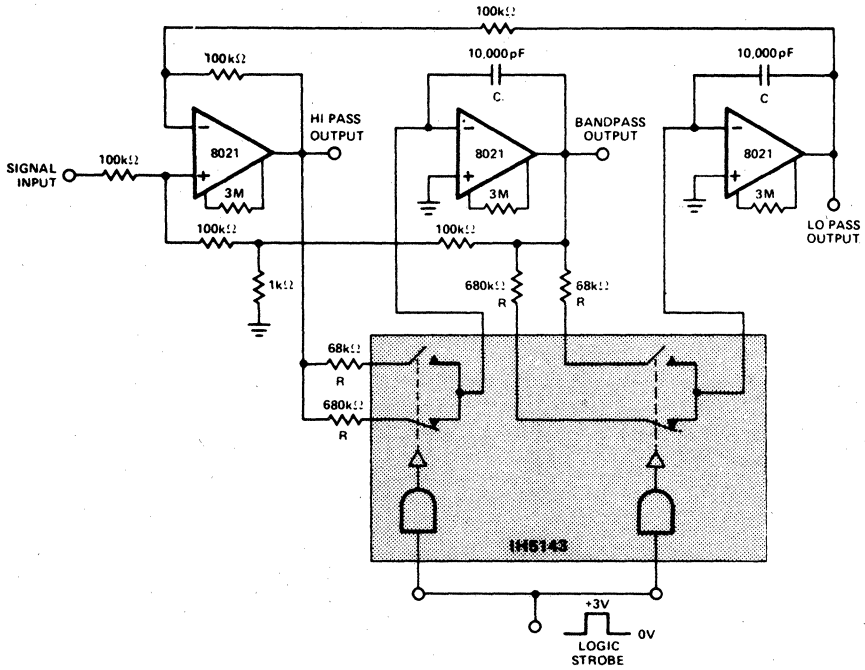 100kΩ
100kΩ
10,000pF
C
10,000pF
C
HI PASS
OUTPUT
BANDPASS
OUTPUT
8021
8021
8021
SIGNAL
INPUT
100kΩ
3M
3M
3M
LO PASS
OUTPUT
100kΩ
100kΩ
1kΩ
680kΩ
R
68kΩ
R
68kΩ
R
680kΩ
R
IH5143
+3V
0V
LOGIC
STROBE